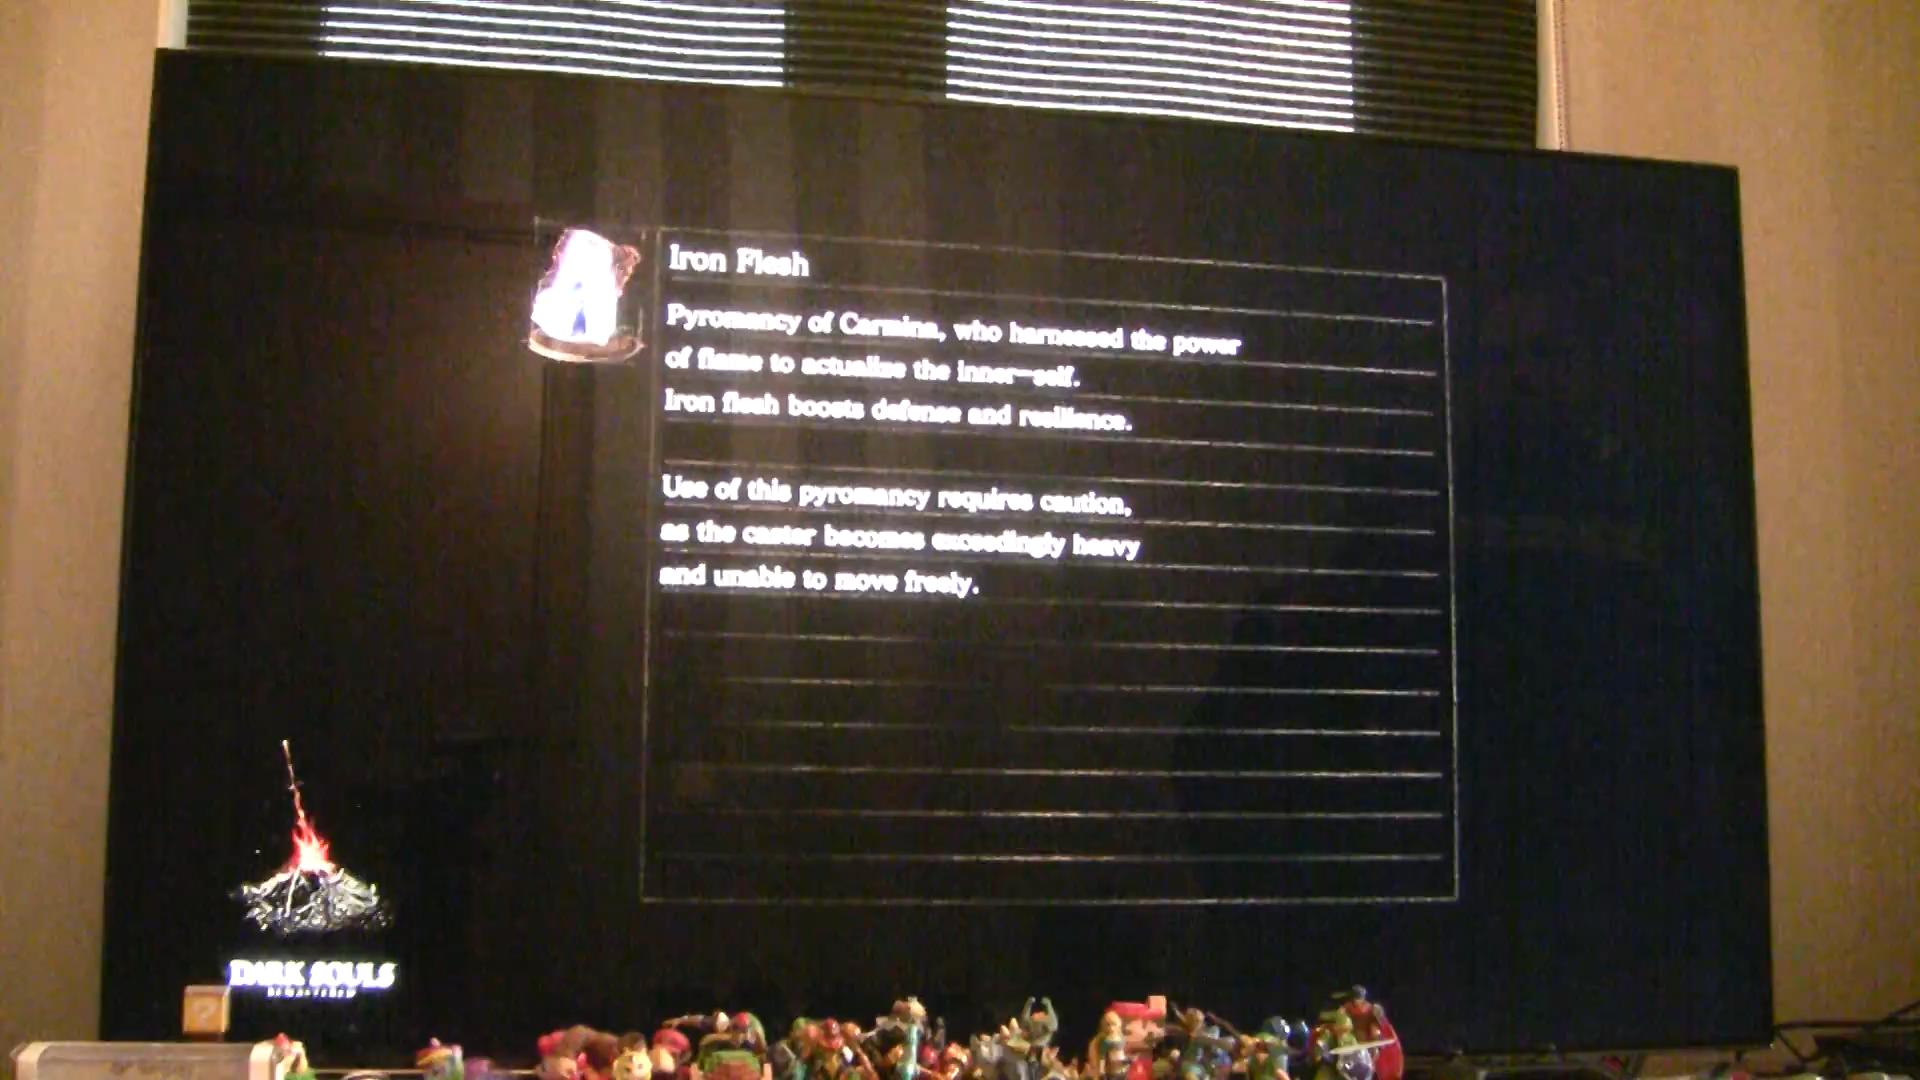 Iron Flesh
Pyromancy of Carmina, who harnessed the power
of flame to actualize the inner-self.
Iron flesh boosts defense and resilience.
Use of this pyromancy requires caution,
as the caster becomes exceedingly heavy
and unable to move freely.
DARK SOULS
REMASTERED
?